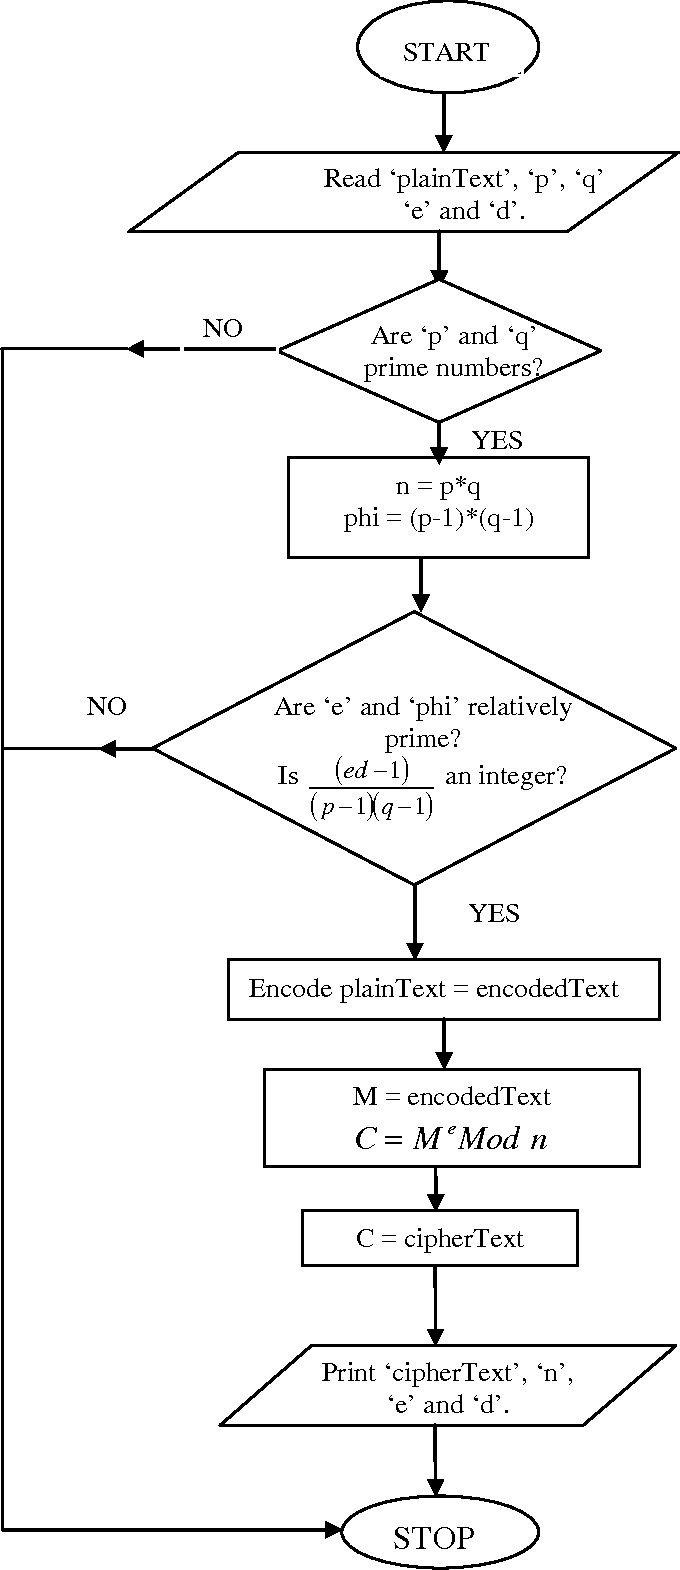 START
Read ‘plainText’, ‘p’, ‘q’
‘e’ and ‘d’.
NO
Are ‘p’ and ‘q’
prime numbers?
YES
n = p*q
phi = (p-1)*(q-1)
NO
Are ‘e’ and ‘phi’ relatively
prime?
Is (ed−1)/(p−1)(q−1) an integer?
YES
Encode plainText = encodedText
M = encodedText
C = M^e Mod n
C = cipherText
Print ‘cipherText’, ‘n’,
‘e’ and ‘d’.
STOP